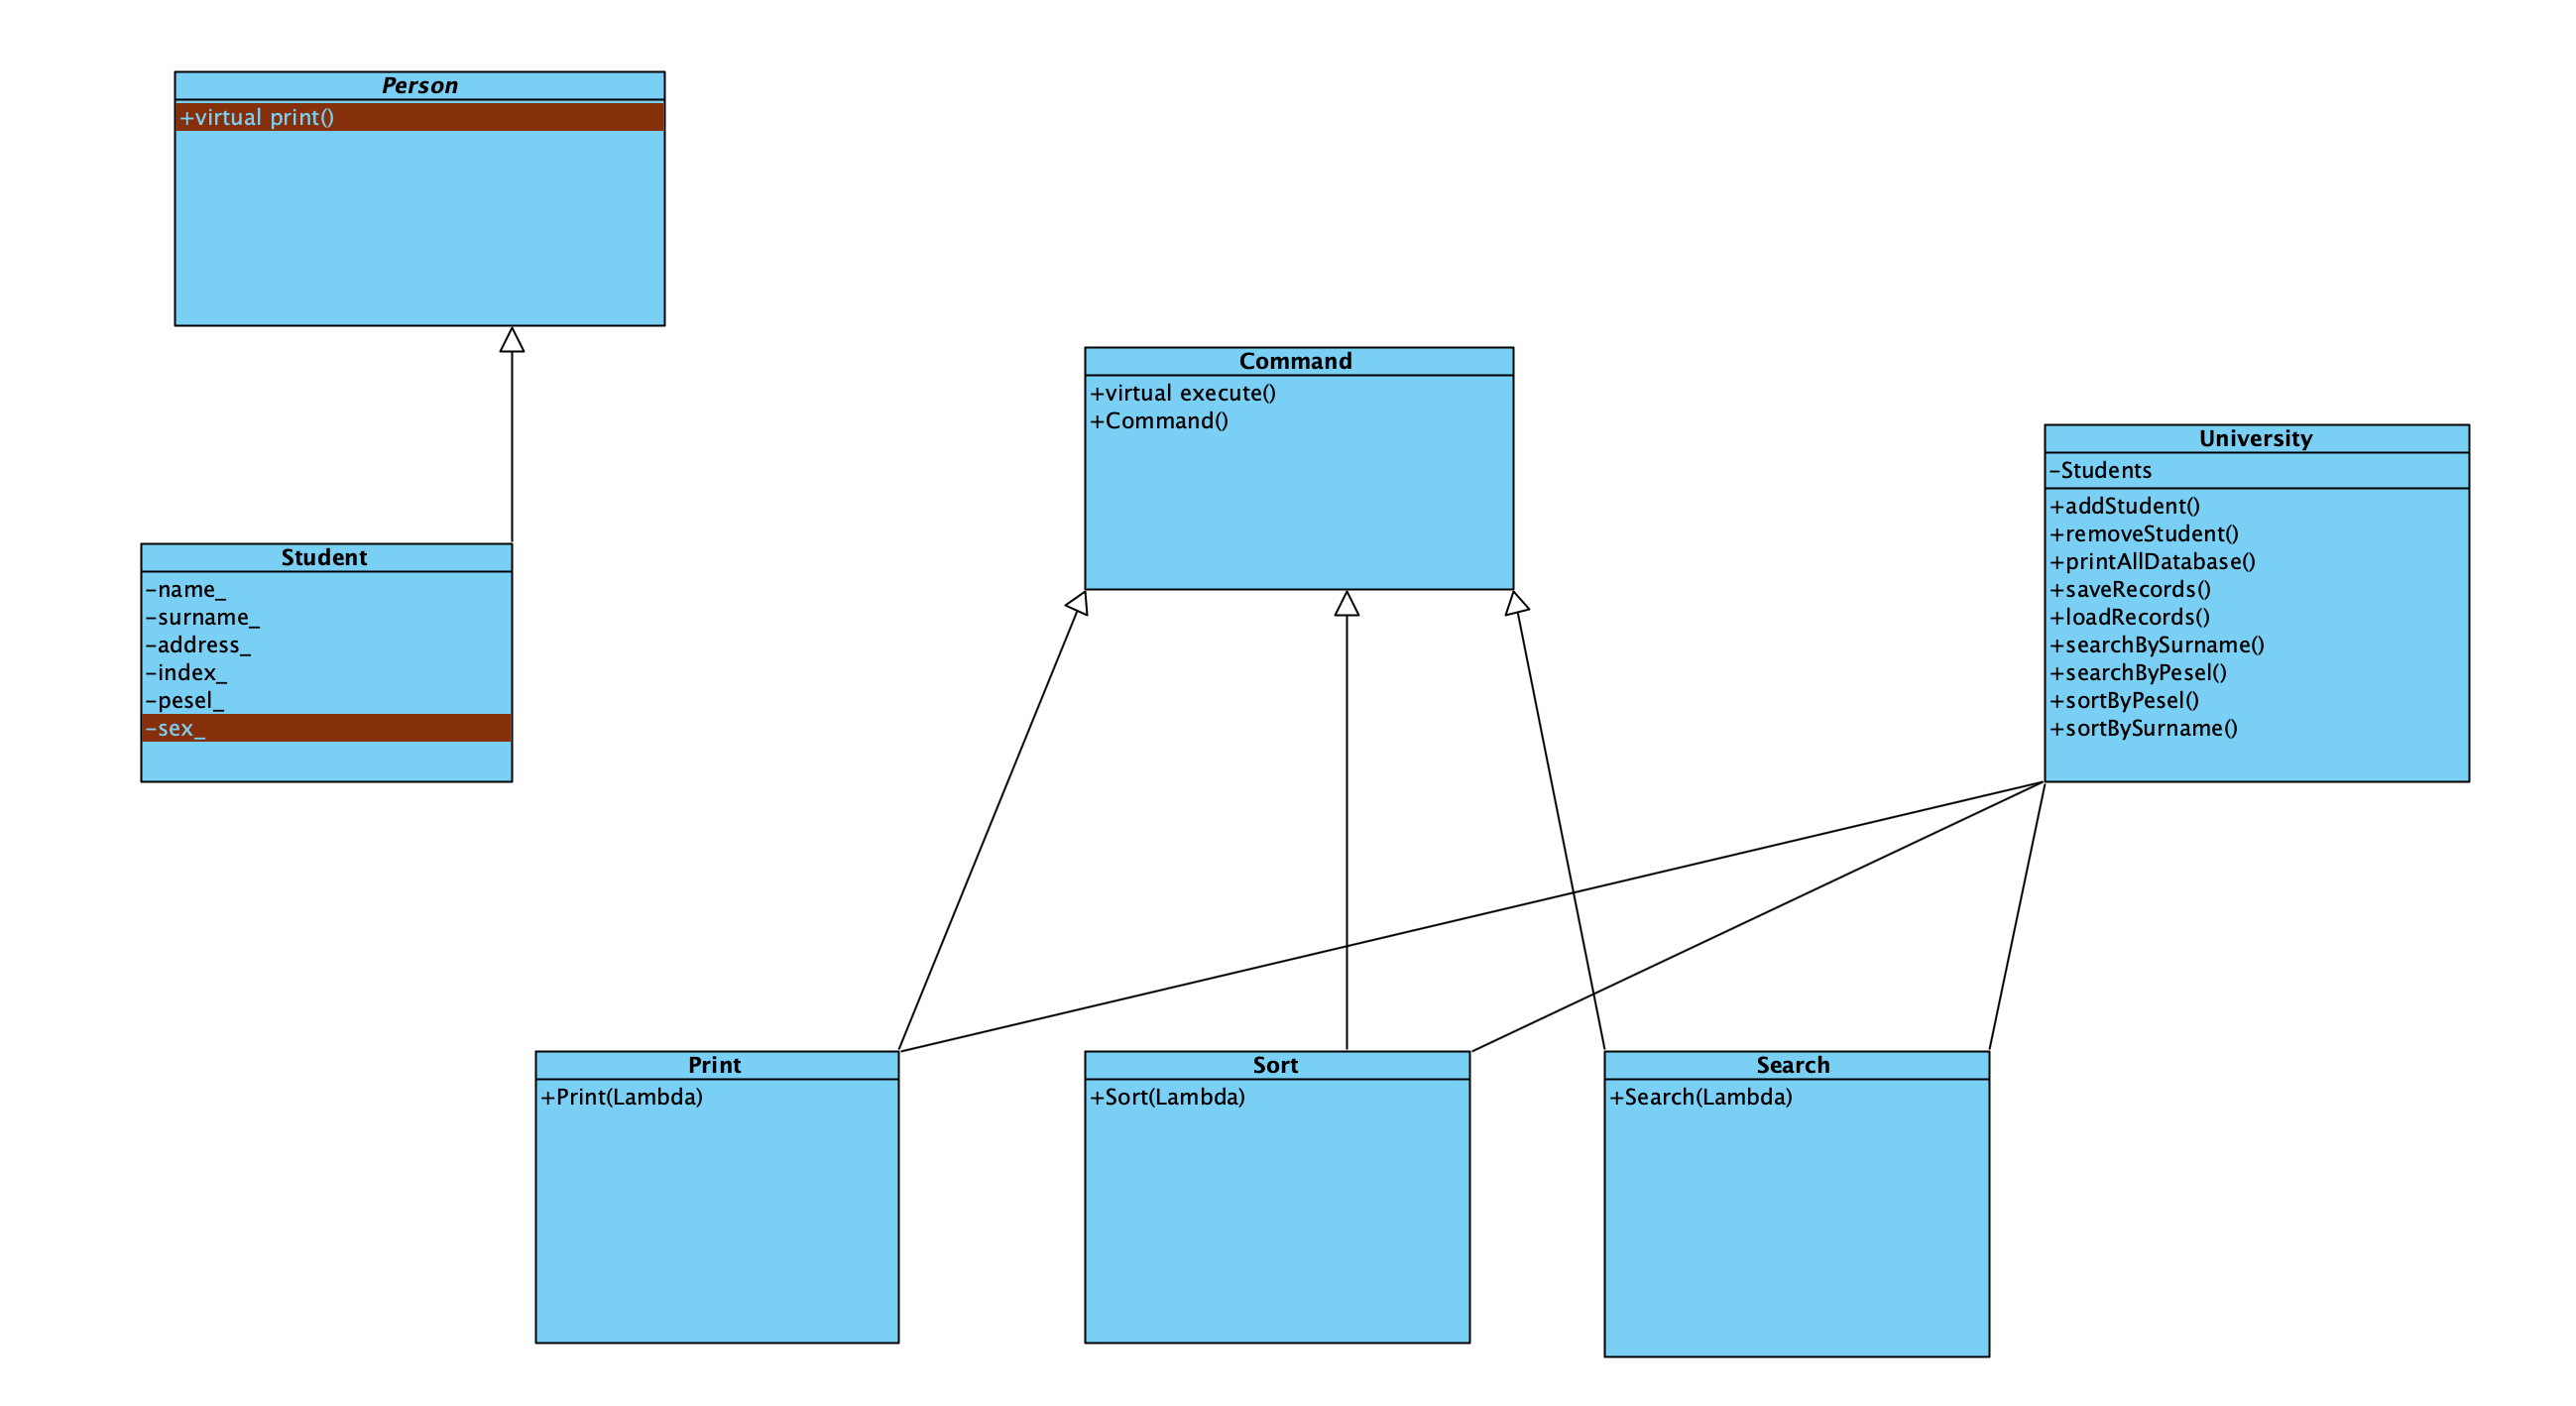 Person
+virtual print()
Student
-name_
-surname_
-address_
-index_
-pesel_
-sex_
Command
+virtual execute()
+Command()
University
-Students
+addStudent()
+removeStudent()
+printAllDatabase()
+saveRecords()
+loadRecords()
+searchBySurname()
+searchByPesel()
+sortByPesel()
+sortBySurname()
Print
+Print(Lambda)
Sort
+Sort(Lambda)
Search
+Search(Lambda)